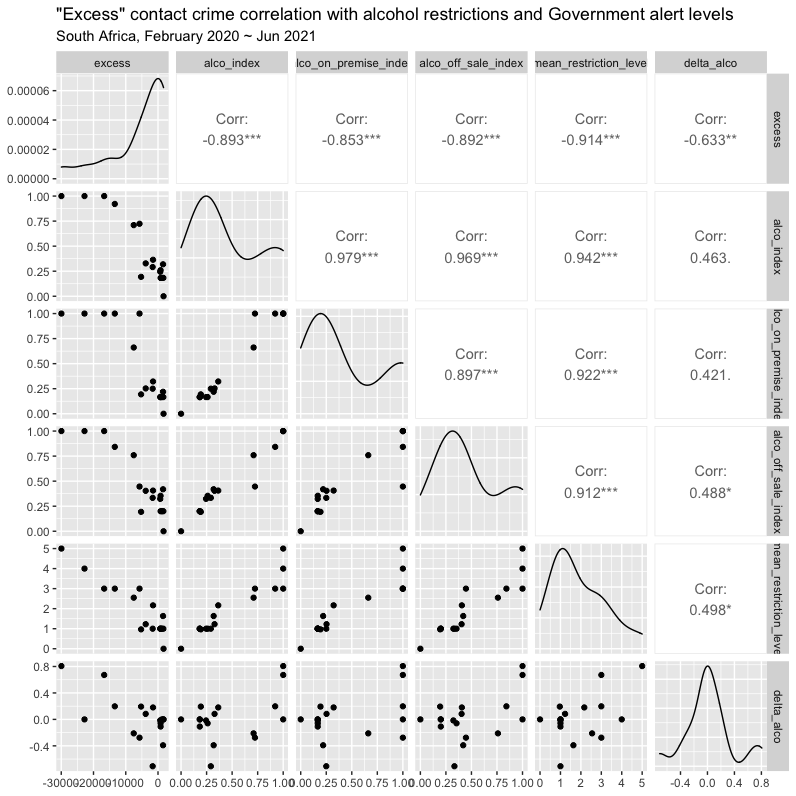 "Excess" contact crime correlation with alcohol restrictions and Government alert levels
South Africa, February 2020 ~ Jun 2021
excess alco_index lco_on_premise_inde alco_off_sale_index mean_restriction_leve delta_alco
0.00006
0.00004
0.00002
0.00000
Corr:
-0.893***
Corr:
-0.853***
Corr:
-0.892***
Corr:
-0.914***
Corr:
-0.633**
excess
1.00
0.75
0.50
0.25
0.00
Corr:
0.979***
Corr:
0.969***
Corr:
0.942***
Corr:
0.463.
alco_index
1.00
0.75
0.50
0.25
0.00
Corr:
0.897***
Corr:
0.922***
Corr:
0.421.
lco_on_premise_inde
1.00
0.75
0.50
0.25
0.00
Corr:
0.912***
Corr:
0.488*
alco_off_sale_index
5
4
3
2
1
0
Corr:
0.498*
mean_restriction_leve
0.8
0.4
0.0
-0.4
delta_alco
-30000 -20000 -10000 0 0.00 0.25 0.50 0.75 1.00 0.00 0.25 0.50 0.75 1.00 0.00 0.25 0.50 0.75 1.00 0 1 2 3 4 5 -0.4 0.0 0.4 0.8